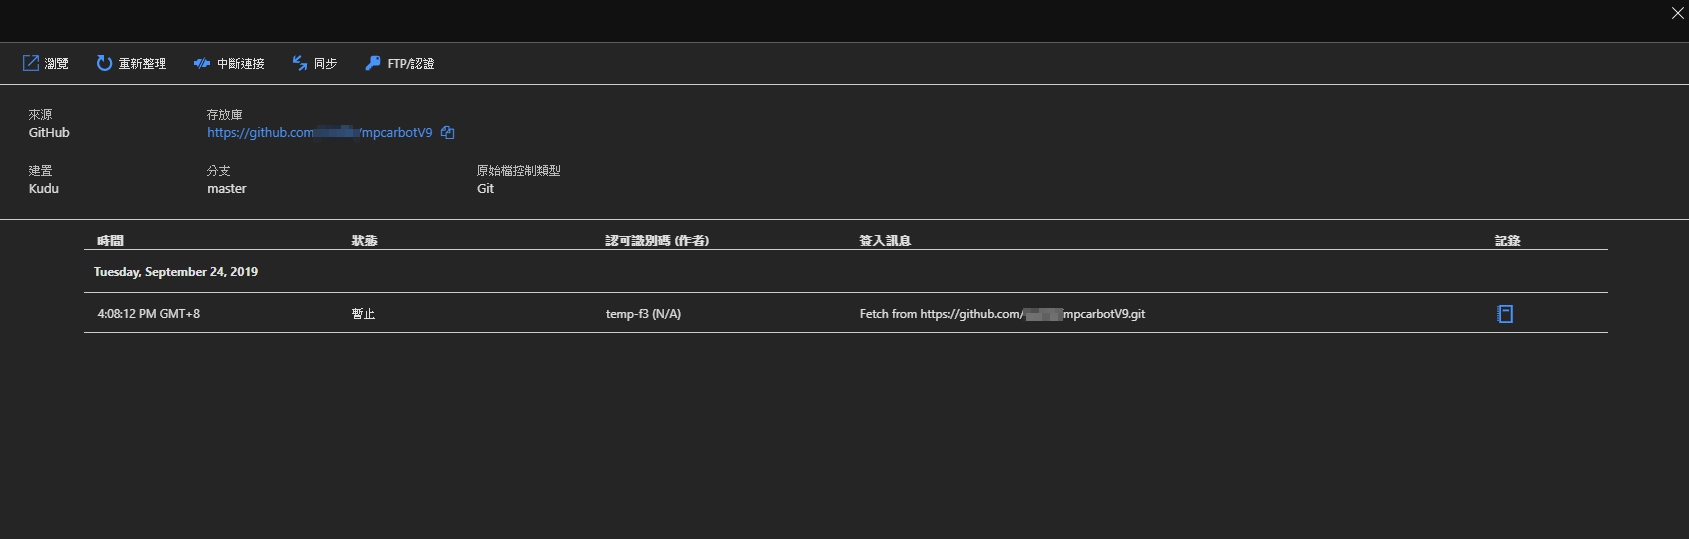 瀏覽 重新整理 中斷連接 同步 FTP/認證
來源 存放庫
GitHub https://github.com /mpcarbotV9
建置 分支 原始檔控制類型
Kudu master Git
時間 狀態 認可識別碼 (作者) 簽入訊息 記錄
Tuesday, September 24, 2019
4:08:12 PM GMT+8 暫止 temp-f3 (N/A) Fetch from https://github.com/ mpcarbotV9.git